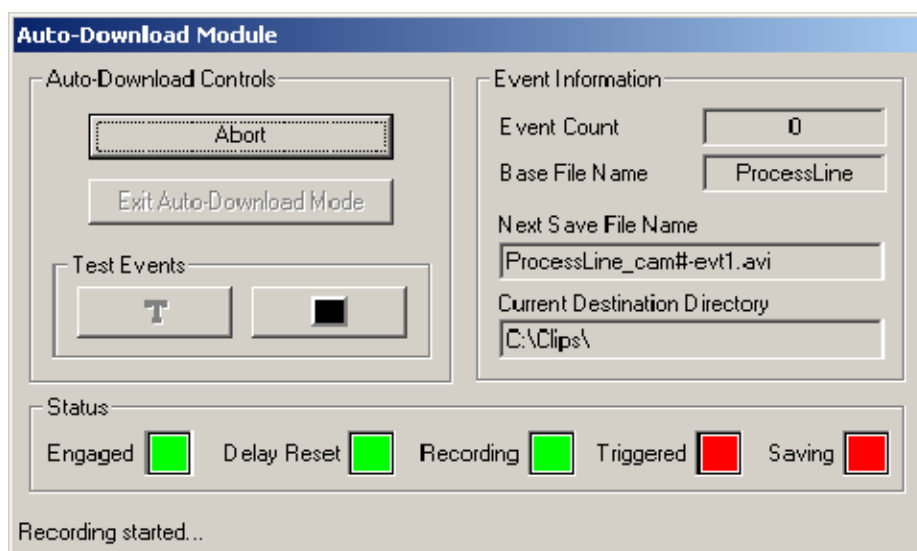 Auto-Download Module
Auto-Download Controls
Abort
Exit Auto-Download Mode
Test Events
T
Event Information
Event Count 0
Base File Name ProcessLine
Next Save File Name
ProcessLine_cam#-evt1.avi
Current Destination Directory
C:\Clips\
Status
Engaged Delay Reset Recording Triggered Saving
Recording started...